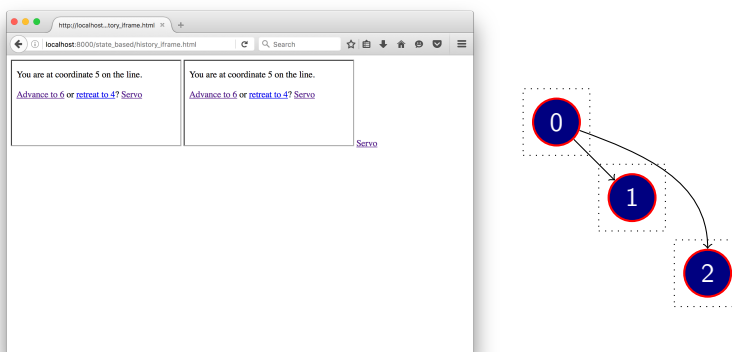 http://localhost...tory_iframe.html × +
localhost:8000/state_based/history_iframe.html
Search
You are at coordinate 5 on the line.
Advance to 6 or retreat to 4? Servo
You are at coordinate 5 on the line.
Advance to 6 or retreat to 4? Servo
Servo
0
1
2